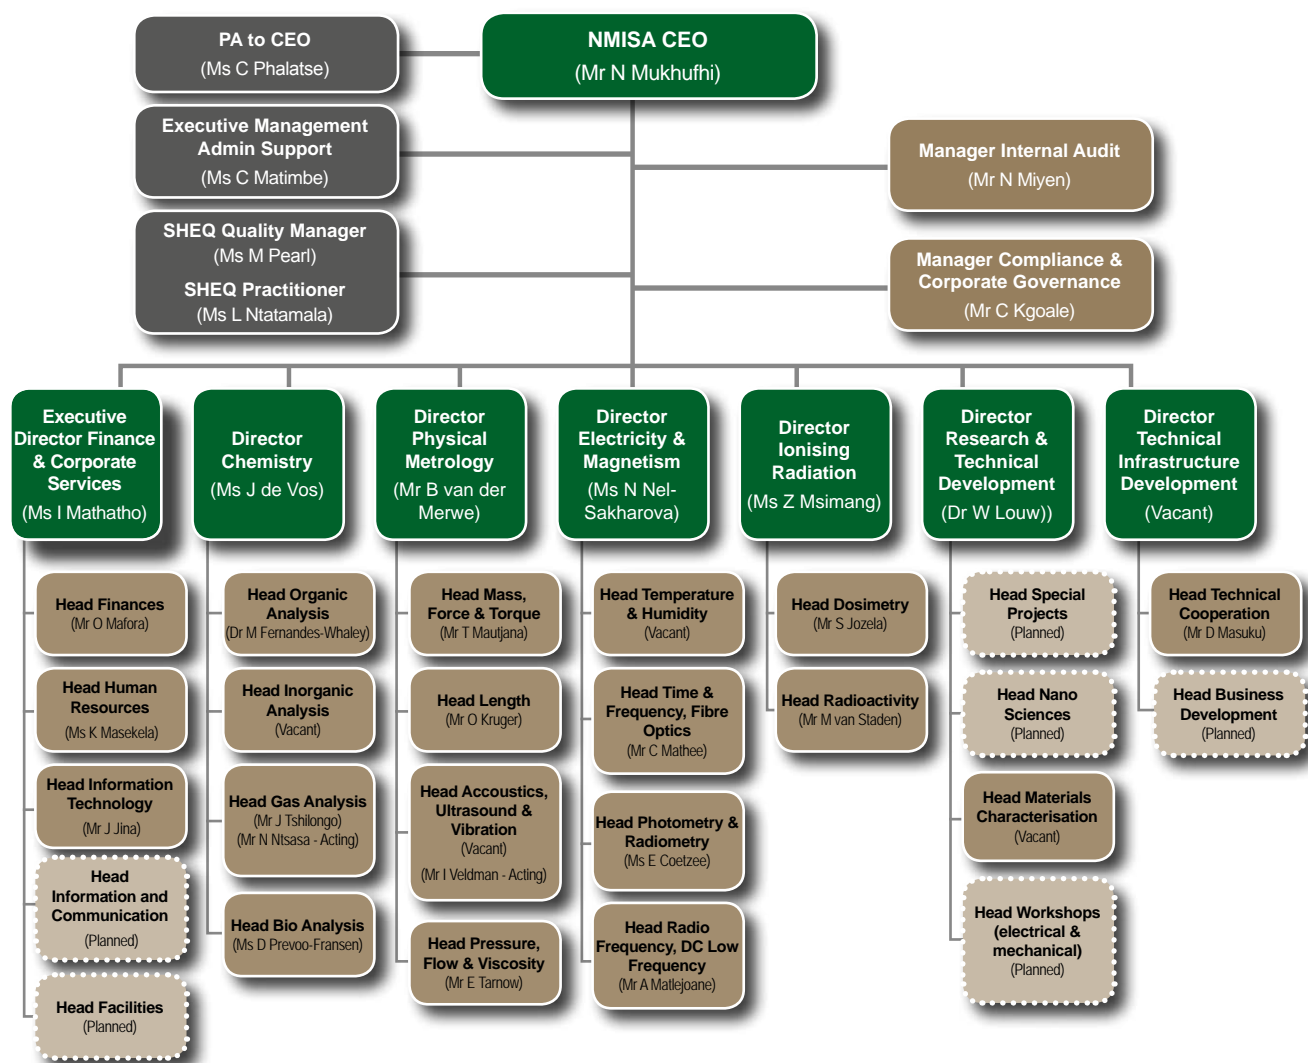 PA to CEO
(Ms C Phalatse)
NMISA CEO
(Mr N Mukhufhi)
Executive Management
Admin Support
(Ms C Matimbe)
Manager Internal Audit
(Mr N Miyen)
SHEQ Quality Manager
(Ms M Pearl)
SHEQ Practitioner
(Ms L Ntatamala)
Manager Compliance &
Corporate Governance
(Mr C Kgoale)
Executive
Director Finance
& Corporate
Services
(Ms I Mathatho)
Director
Chemistry
(Ms J de Vos)
Director
Physical
Metrology
(Mr B van der
Merwe)
Director
Electricity &
Magnetism
(Ms N Nel-
Sakharova)
Director
Ionising
Radiation
(Ms Z Msimang)
Director
Research &
Technical
Development
(Dr W Louw))
Director
Technical
Infrastructure
Development
(Vacant)
Head Finances
(Mr O Mafora)
Head Human
Resources
(Ms K Masekela)
Head Information
Technology
(Mr J Jina)
Head
Information and
Communication
(Planned)
Head Facilities
(Planned)
Head Organic
Analysis
(Dr M Fernandes-Whaley)
Head Inorganic
Analysis
(Vacant)
Head Gas Analysis
(Mr J Tshilongo)
(Mr N Ntsasa - Acting)
Head Bio Analysis
(Ms D Prevoo-Fransen)
Head Mass,
Force & Torque
(Mr T Mautjana)
Head Length
(Mr O Kruger)
Head Accoustics,
Ultrasound &
Vibration
(Vacant)
(Mr I Veldman - Acting)
Head Pressure,
Flow & Viscosity
(Mr E Tarnow)
Head Temperature
& Humidity
(Vacant)
Head Time &
Frequency, Fibre
Optics
(Mr C Mathee)
Head Photometry &
Radiometry
(Ms E Coetzee)
Head Radio
Frequency, DC Low
Frequency
(Mr A Matlejoane)
Head Dosimetry
(Mr S Jozela)
Head Radioactivity
(Mr M van Staden)
Head Special
Projects
(Planned)
Head Nano
Sciences
(Planned)
Head Materials
Characterisation
(Vacant)
Head Workshops
(electrical &
mechanical)
(Planned)
Head Technical
Cooperation
(Mr D Masuku)
Head Business
Development
(Planned)